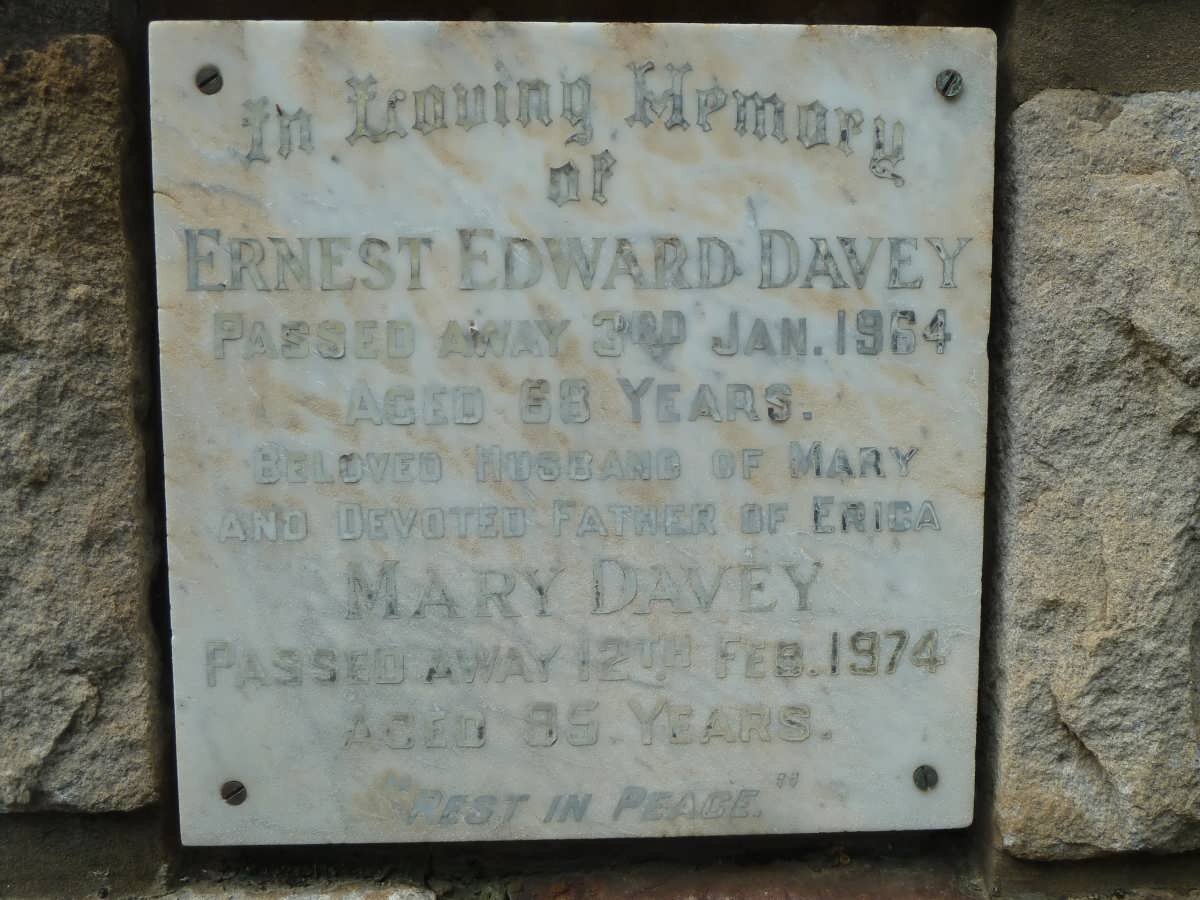 In Loving Memory
of
ERNEST EDWARD DAVEY
PASSED AWAY 3RD JAN. 1964
AGED 68 YEARS.
BELOVED HUSBAND OF MARY
AND DEVOTED FATHER OF ERICA
MARY DAVEY
PASSED AWAY 12TH FEB. 1974
AGED 85 YEARS.
"REST IN PEACE."